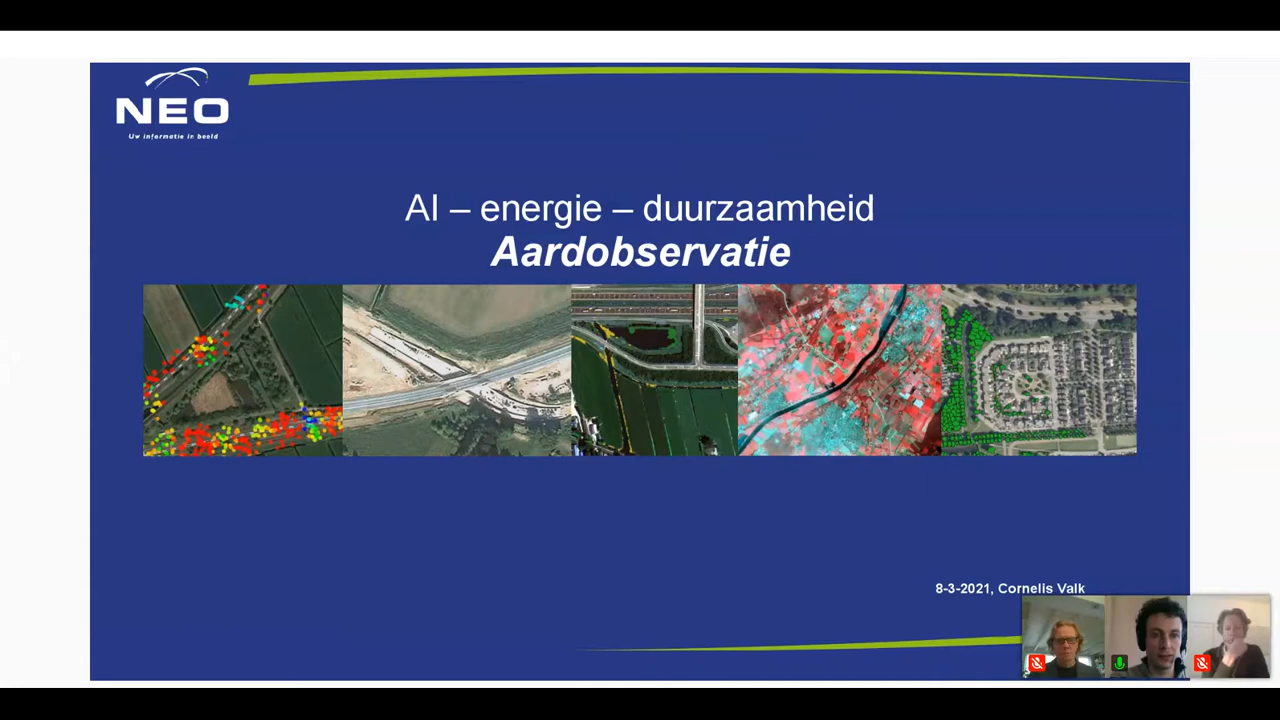 NEO
Uw informatie in beeld
AI – energie – duurzaamheid
Aardobservatie
8-3-2021, Cornelis Valk